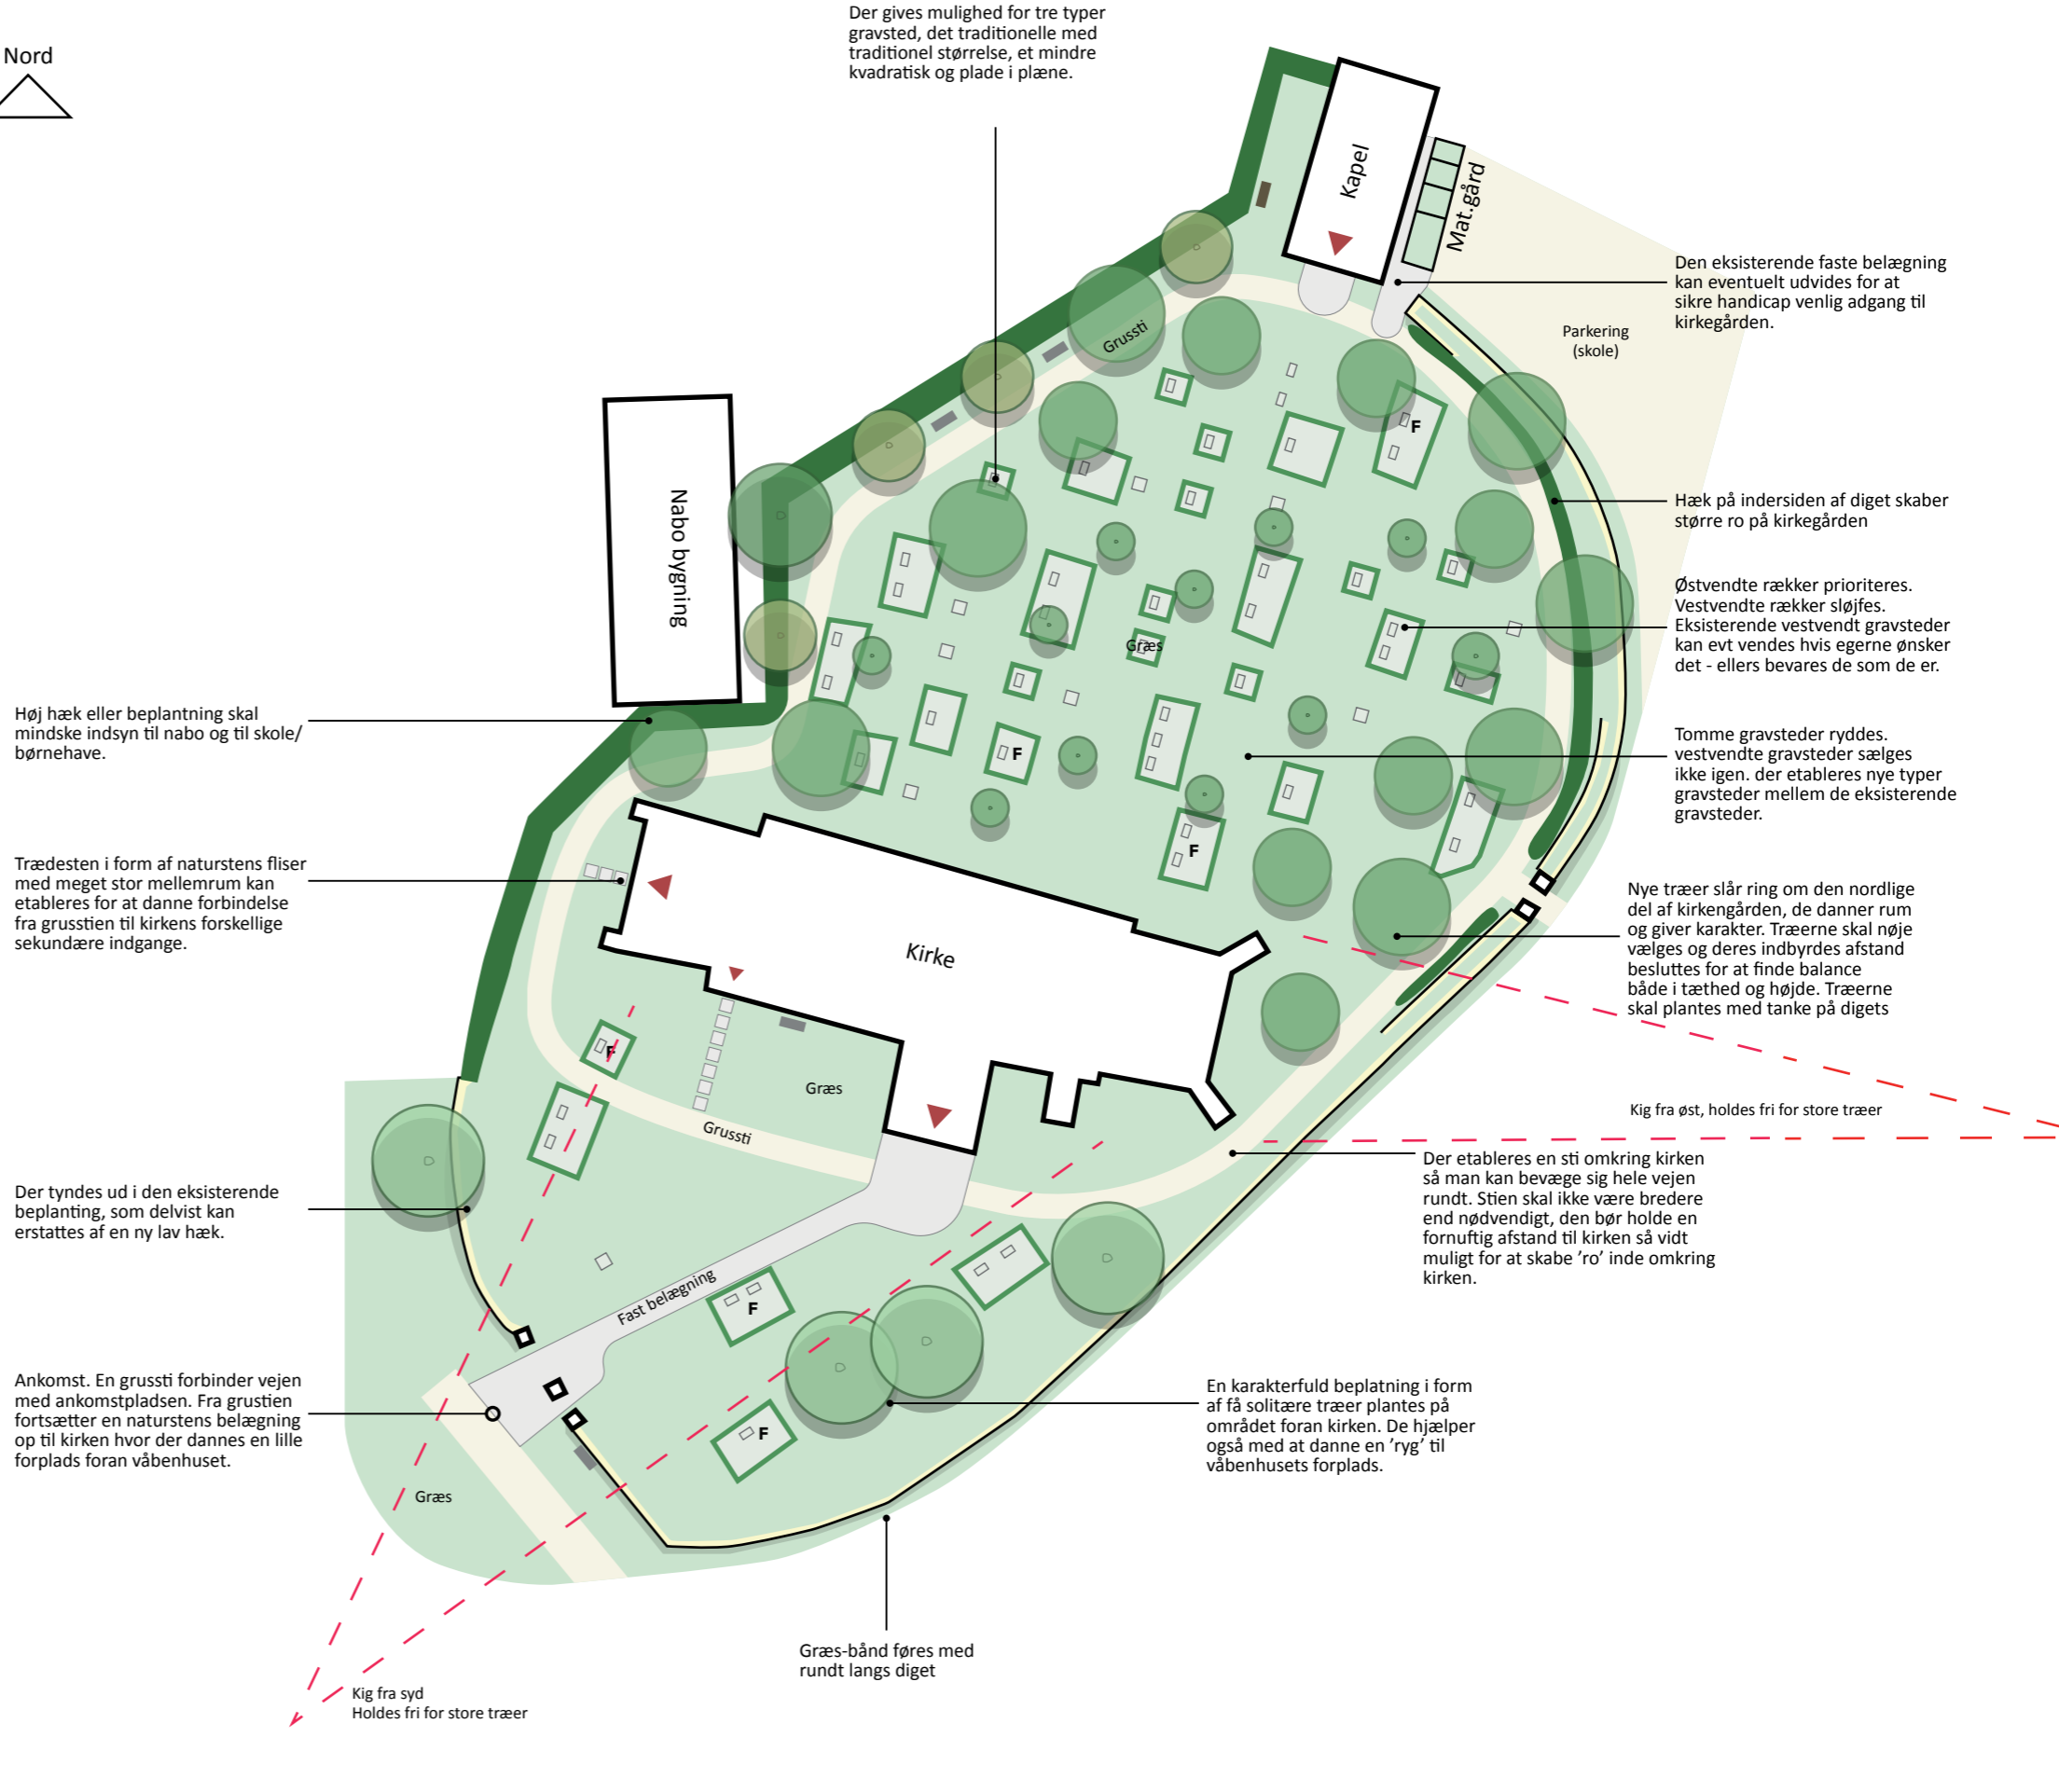 Nord
Der gives mulighed for tre typer
gravsted, det traditionelle med
traditionel størrelse, et mindre
kvadratisk og plade i plæne.
Kapel
Mat.gård
Den eksisterende faste belægning
kan eventuelt udvides for at
sikre handicap venlig adgang til
kirkegården.
Parkering
(skole)
Grussti
F
Nabo bygning
Hæk på indersiden af diget skaber
større ro på kirkegården
Østvendte rækker prioriteres.
Vestvendte rækker sløjfes.
Eksisterende vestvendt gravsteder
kan evt vendes hvis egerne ønsker
det - ellers bevares de som de er.
Græs
Høj hæk eller beplantning skal
mindske indsyn til nabo og til skole/
børnehave.
F
Tomme gravsteder ryddes.
vestvendte gravsteder sælges
ikke igen. der etableres nye typer
gravsteder mellem de eksisterende
gravsteder.
F
Trædesten i form af naturstens fliser
med meget stor mellemrum kan
etableres for at danne forbindelse
fra grusstien til kirkens forskellige
sekundære indgange.
Kirke
Nye træer slår ring om den nordlige
del af kirkengården, de danner rum
og giver karakter. Træerne skal nøje
vælges og deres indbyrdes afstand
besluttes for at finde balance
både i tæthed og højde. Træerne
skal plantes med tanke på digets
F
Græs
Grussti
Kig fra øst, holdes fri for store træer
Der etableres en sti omkring kirken
så man kan bevæge sig hele vejen
rundt. Stien skal ikke være bredere
end nødvendigt, den bør holde en
fornuftig afstand til kirken så vidt
muligt for at skabe ’ro’ inde omkring
kirken.
Der tyndes ud i den eksisterende
beplanting, som delvist kan
erstattes af en ny lav hæk.
Fast belægning
F
Ankomst. En grussti forbinder vejen
med ankomstpladsen. Fra grustien
fortsætter en naturstens belægning
op til kirken hvor der dannes en lille
forplads foran våbenhuset.
F
En karakterfuld beplatning i form
af få solitære træer plantes på
området foran kirken. De hjælper
også med at danne en ’ryg’ til
våbenhusets forplads.
Græs
Græs-bånd føres med
rundt langs diget
Kig fra syd
Holdes fri for store træer